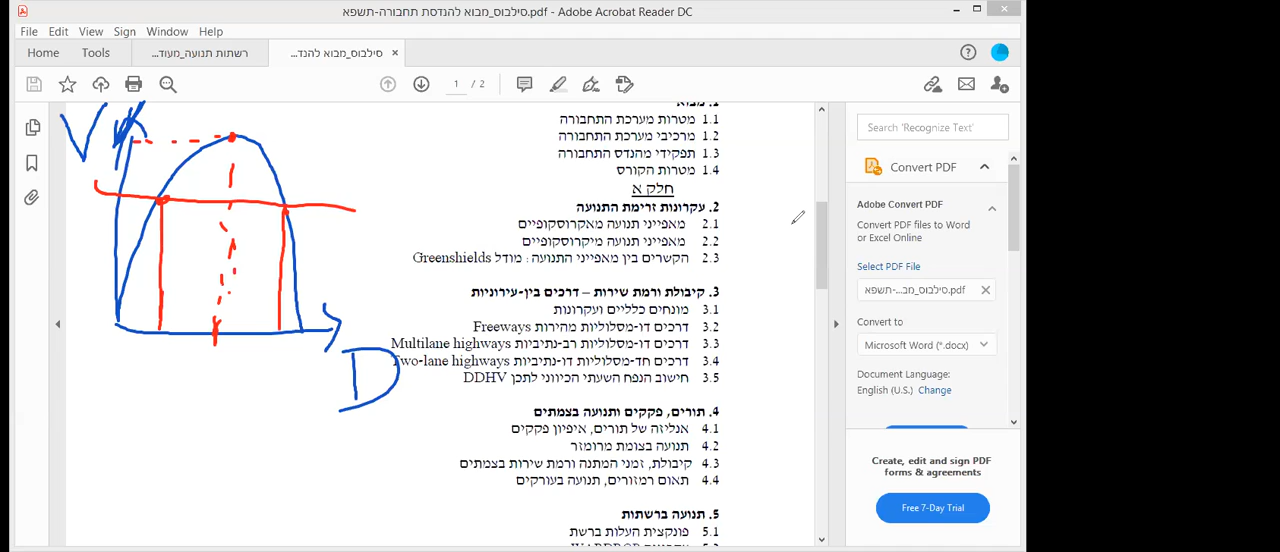 סילבוס_מבוא להנדסת תחבורה-תשפא.pdf - Adobe Acrobat Reader DC
File Edit View Sign Window Help
Home Tools רשתות תנועה_מעוד... סילבוס_מבוא להנד... ×
1 / 2
1. מבוא
1.1 מטרות מערכת התחבורה
1.2 מרכיבי מערכת התחבורה
1.3 תפקידי מהנדס התחבורה
1.4 מטרות הקורס
חלק א
2. עקרונות זרימת התנועה
2.1 מאפייני תנועה מאקרוסקופיים
2.2 מאפייני תנועה מיקרוסקופיים
2.3 הקשרים בין מאפייני התנועה: מודל Greenshields
3. קיבולת ורמת שירות – דרכים בין-עירוניות
3.1 מונחים כלליים ועקרונות
3.2 דרכים דו-מסלוליות מהירות Freeways
3.3 דרכים דו-מסלוליות רב-נתיביות Multilane highways
3.4 דרכים חד-מסלוליות דו-נתיביות Two-lane highways
3.5 חישוב הנפח השעתי הכיווני לתכן DDHV
4. תורים, פקקים ותנועה בצמתים
4.1 אנליזה של תורים, איפיון פקקים
4.2 תנועה בצומת מרומזר
4.3 קיבולת, זמני המתנה ורמת שירות בצמתים
4.4 תאום רמזורים, תנועה בעורקים
5. תנועה ברשתות
5.1 פונקצית העלות ברשת
V
D
Search 'Recognize Text'
Convert PDF
Adobe Convert PDF
Convert PDF files to Word
or Excel Online
Select PDF File
סילבוס_מב...-תשפא.pdf
Convert to
Microsoft Word (*.docx)
Document Language:
English (U.S.) Change
Create, edit and sign PDF
forms & agreements
Free 7-Day Trial